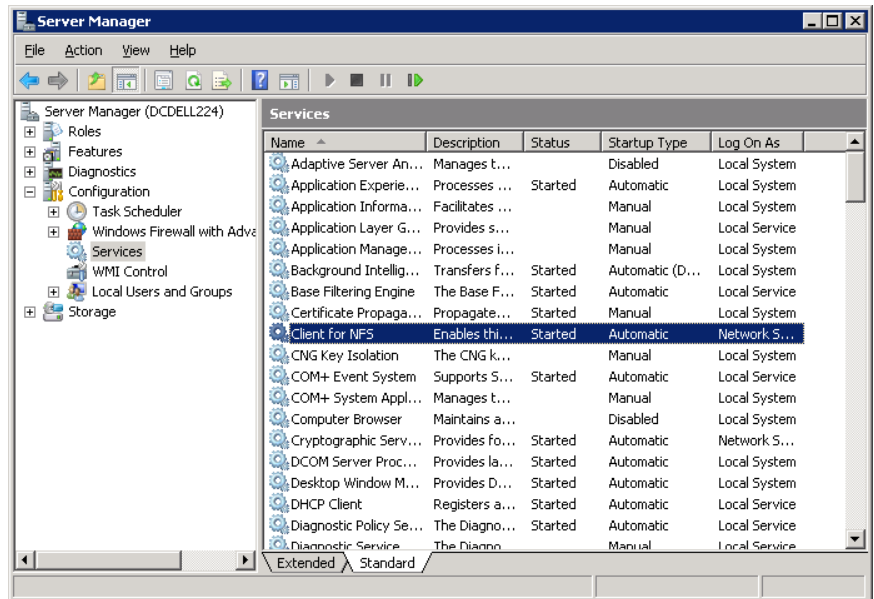 Server Manager
File Action View Help
Server Manager (DCDELL224)
Roles
Features
Diagnostics
Configuration
Task Scheduler
Windows Firewall with Adva
Services
WMI Control
Local Users and Groups
Storage
Services
Name Description Status Startup Type Log On As
Adaptive Server An... Manages t... Disabled Local System
Application Experie... Processes ... Started Automatic Local System
Application Informa... Facilitates ... Manual Local System
Application Layer G... Provides s... Manual Local Service
Application Manage... Processes i... Manual Local System
Background Intellig... Transfers f... Started Automatic (D... Local System
Base Filtering Engine The Base F... Started Automatic Local Service
Certificate Propaga... Propagate... Started Manual Local System
Client for NFS Enables thi... Started Automatic Network S...
CNG Key Isolation The CNG k... Manual Local System
COM+ Event System Supports S... Started Automatic Local Service
COM+ System Appl... Manages t... Manual Local System
Computer Browser Maintains a... Disabled Local System
Cryptographic Serv... Provides fo... Started Automatic Network S...
DCOM Server Proc... Provides la... Started Automatic Local System
Desktop Window M... Provides D... Started Automatic Local System
DHCP Client Registers a... Started Automatic Local Service
Diagnostic Policy Se... The Diagno... Started Automatic Local Service
Diagnostic Service The Diagno Manual Local Service
Extended Standard